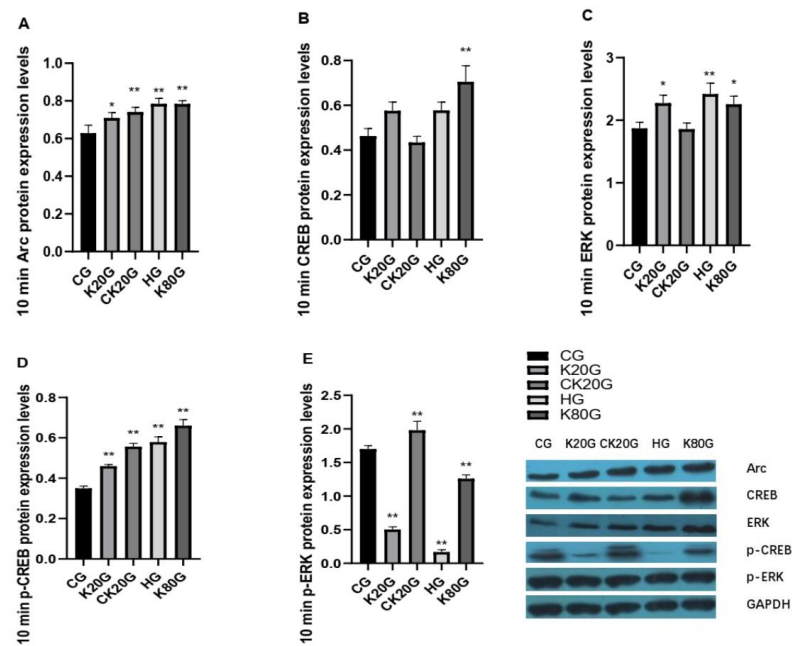 A
10 min Arc protein expression levels
1.0
0.8
0.6
0.4
0.2
0.0
*
**
**
**
CG
K20G
CK20G
HG
K80G
B
10 min CREB protein expression levels
0.8
0.6
0.4
0.2
0.0
**
CG
K20G
CK20G
HG
K80G
C
10 min ERK protein expression levels
3
2
1
0
*
**
*
CG
K20G
CK20G
HG
K80G
D
10 min p-CREB protein expression levels
0.8
0.6
0.4
0.2
0.0
**
**
**
**
CG
K20G
CK20G
HG
K80G
E
10 min p-ERK protein expression levels
2.5
2.0
1.5
1.0
0.5
0.0
**
**
**
**
CG
K20G
CK20G
HG
K80G
CG
K20G
CK20G
HG
K80G
CG K20G CK20G HG K80G
Arc
CREB
ERK
p-CREB
p-ERK
GAPDH